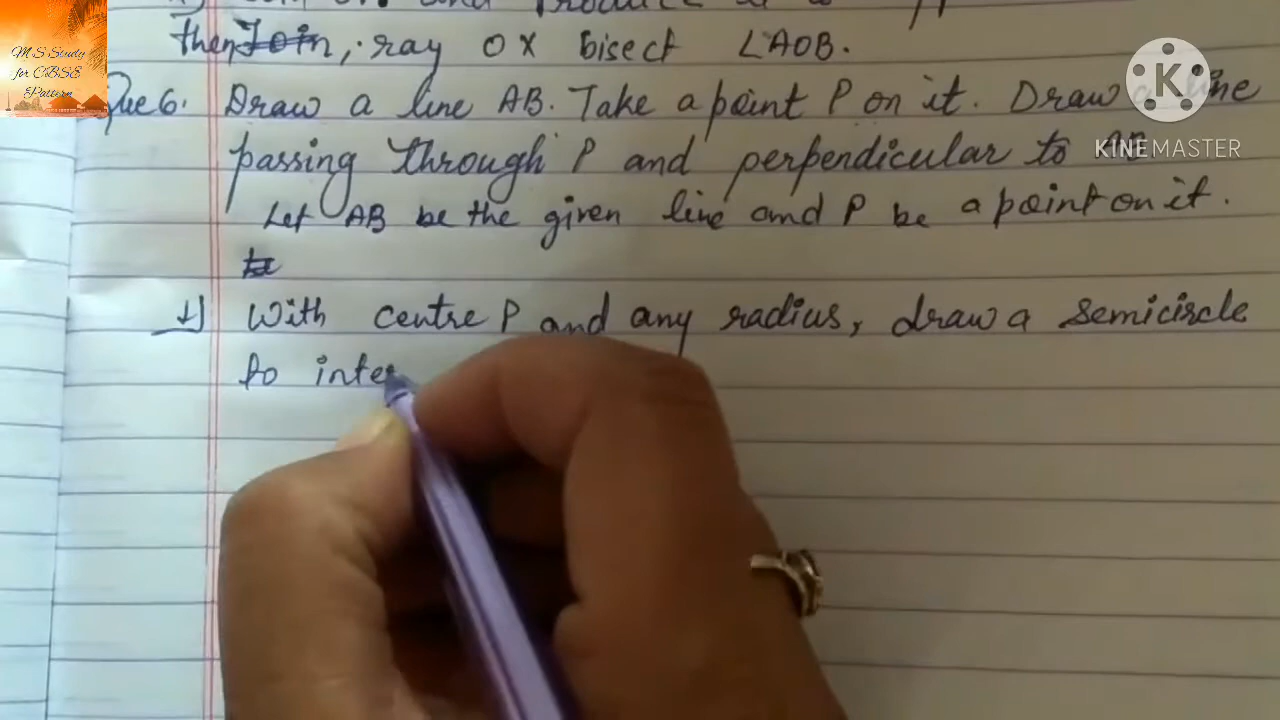 M.S Study
for CBSE
Pattern
then Join, ray OX bisect ∠AOB.
Que 6. Draw a line AB. Take a point P on it. Draw a line
passing through P and perpendicular to AB
KINEMASTER
Let AB be the given line and P be a point on it.
1) With centre P and any radius, draw a semicircle
to inte